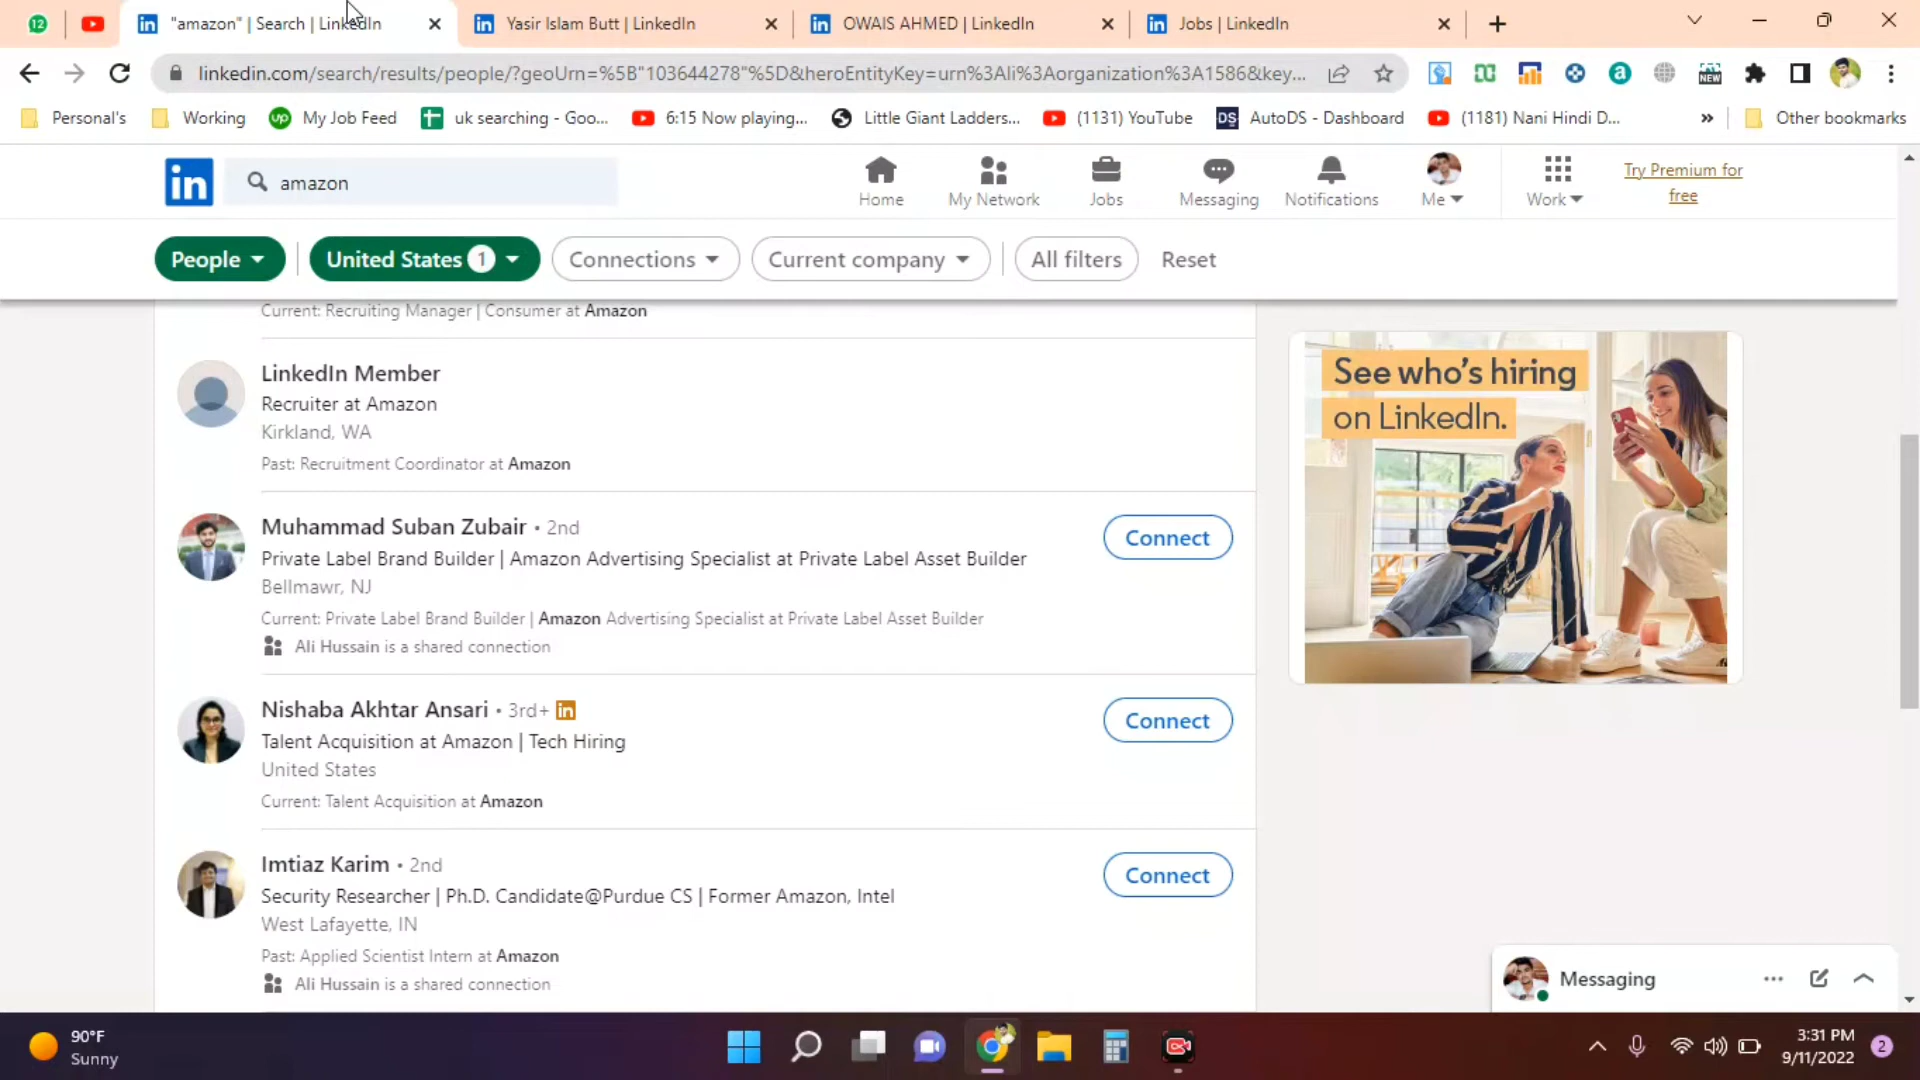 12
"amazon" | Search | LinkedIn
Yasir Islam Butt | LinkedIn
OWAIS AHMED | LinkedIn
Jobs | LinkedIn
linkedin.com/search/results/people/?geoUrn=%5B"103644278"%5D&heroEntityKey=urn%3Ali%3Aorganization%3A1586&key...
NEW
Personal's
Working
My Job Feed
uk searching - Goo...
6:15 Now playing...
Little Giant Ladders...
(1131) YouTube
DS AutoDS - Dashboard
(1181) Nani Hindi D...
»
Other bookmarks
in
amazon
Home
My Network
Jobs
Messaging
Notifications
Me
Work
Try Premium for
free
People
United States 1
Connections
Current company
All filters
Reset
Current: Recruiting Manager | Consumer at Amazon
LinkedIn Member
Recruiter at Amazon
Kirkland, WA
Past: Recruitment Coordinator at Amazon
Muhammad Suban Zubair • 2nd
Private Label Brand Builder | Amazon Advertising Specialist at Private Label Asset Builder
Bellmawr, NJ
Current: Private Label Brand Builder | Amazon Advertising Specialist at Private Label Asset Builder
Ali Hussain is a shared connection
Connect
Nishaba Akhtar Ansari • 3rd+ in
Talent Acquisition at Amazon | Tech Hiring
United States
Current: Talent Acquisition at Amazon
Connect
Imtiaz Karim • 2nd
Security Researcher | Ph.D. Candidate@Purdue CS | Former Amazon, Intel
West Lafayette, IN
Past: Applied Scientist Intern at Amazon
Ali Hussain is a shared connection
Connect
See who's hiring
on LinkedIn.
Messaging
90°F
Sunny
3:31 PM
9/11/2022
2